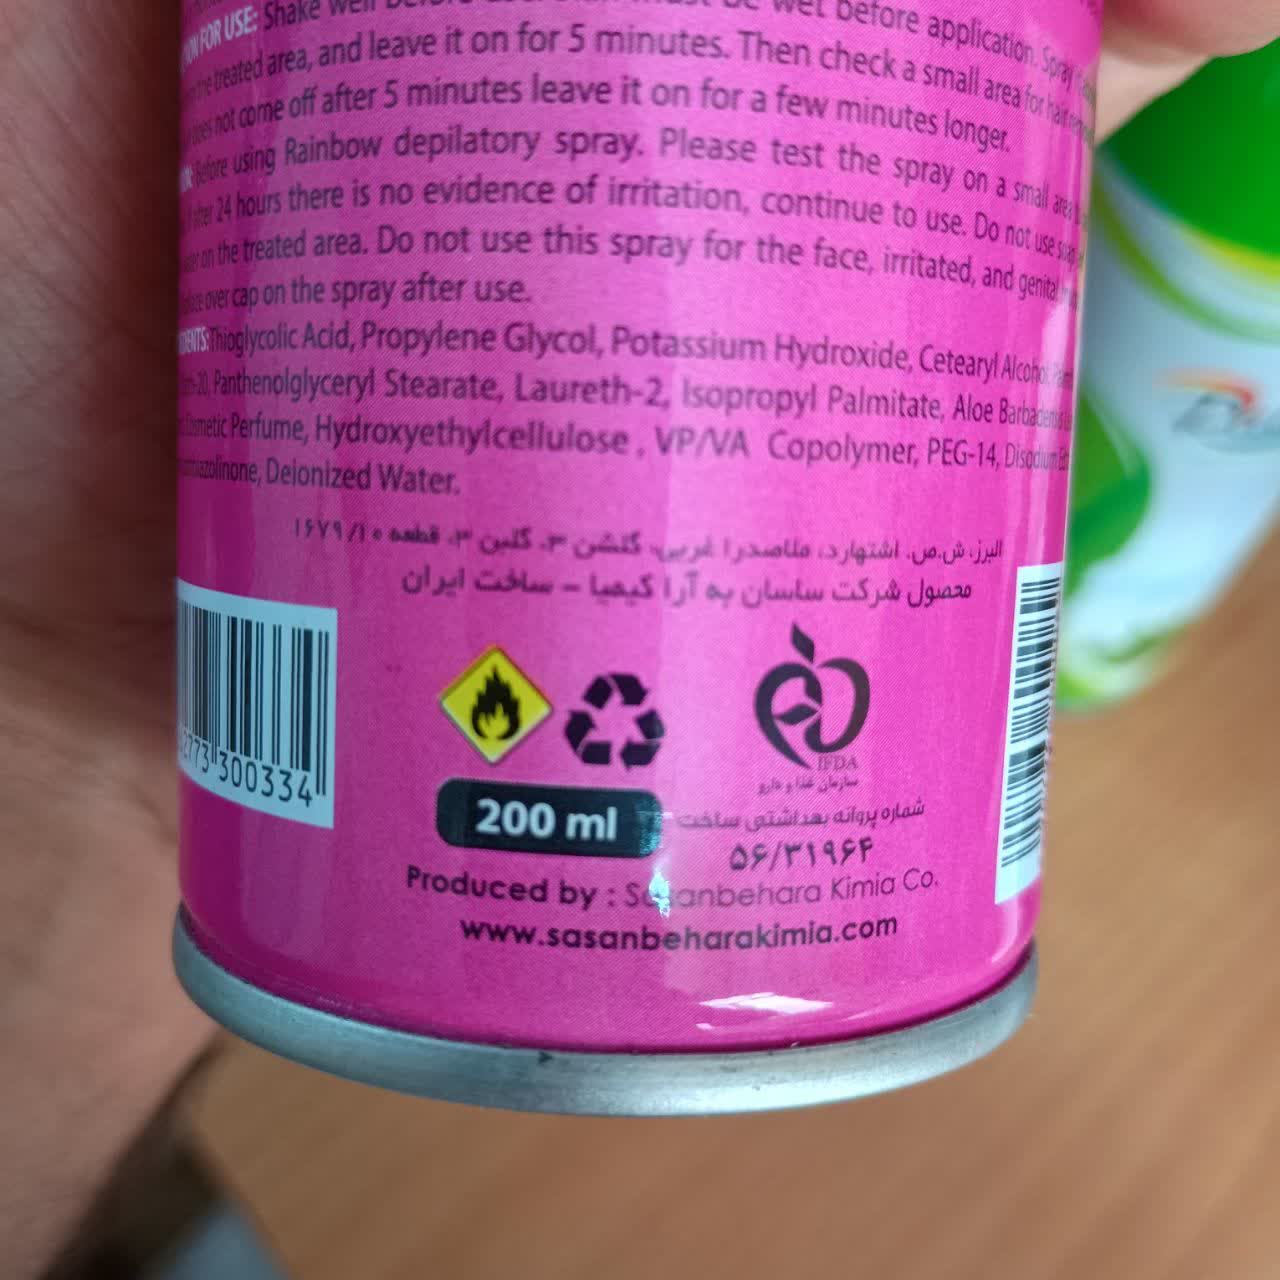 FOR USE: Shake well before application. Spray
the treated area, and leave it on for 5 minutes. Then check a small area for hair
does not come off after 5 minutes leave it on for a few minutes longer.
Before using Rainbow depilatory spray. Please test the spray on a small area
after 24 hours there is no evidence of irritation, continue to use. Do not use
on the treated area. Do not use this spray for the face, irritated, and genital
over cap on the spray after use.
Thioglycolic Acid, Propylene Glycol, Potassium Hydroxide, Cetearyl Alcohol,
Panthenolglyceryl Stearate, Laureth-2, Isopropyl Palmitate, Aloe
Cosmetic Perfume, Hydroxyethylcellulose , VP/VA Copolymer, PEG-14,
Deionized Water.
البرز، ش.ص. اشتهارد، ملاصدرا غربی، گلشن ۳، گلبن ۳، قطعه ۱۶۷۹/۱۰
محصول شرکت ساسان به آرا کیمیا – ساخت ایران
IFDA
سازمان غذا و دارو
300334
200 ml
شماره پروانه بهداشتی ساخت
۵۶/۳۱۹۶۴
Produced by : Sasanbehara Kimia Co.
www.sasanbeharakimia.com